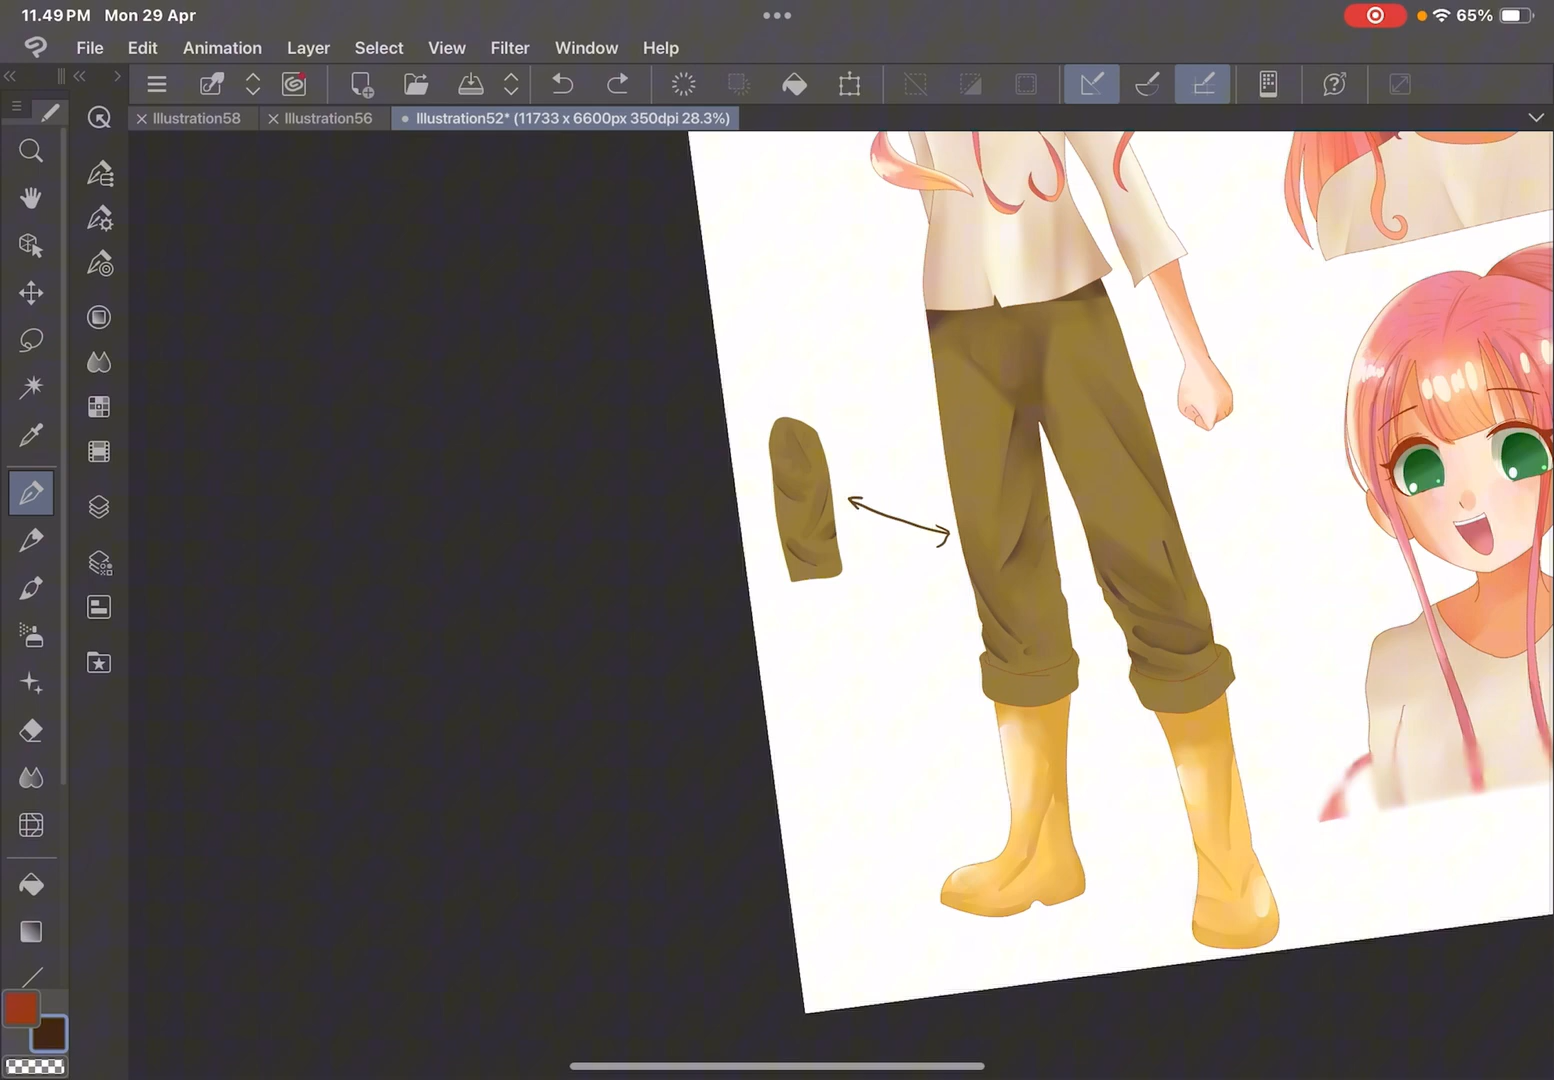 11.49 PM Mon 29 Apr
65%
File Edit Animation Layer Select View Filter Window Help
Illustration58 Illustration56 Illustration52* (11733 x 6600px 350dpi 28.3%)